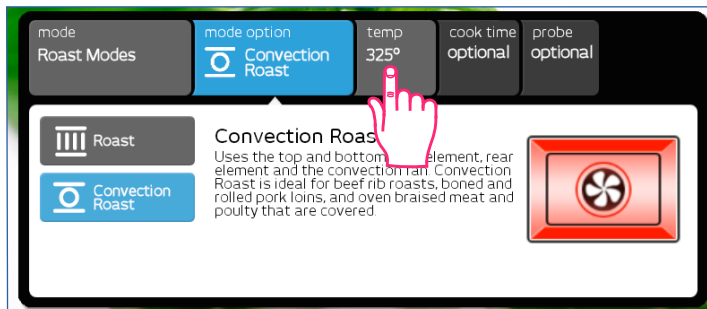 mode
Roast Modes
mode option
Convection
Roast
temp
325°
cook time
optional
probe
optional
Roast
Convection
Roast
Convection Roas
Uses the top and bottom element, rear
element and the convection fan. Convection
Roast is ideal for beef rib roasts, boned and
rolled pork loins, and oven braised meat and
poulty that are covered.